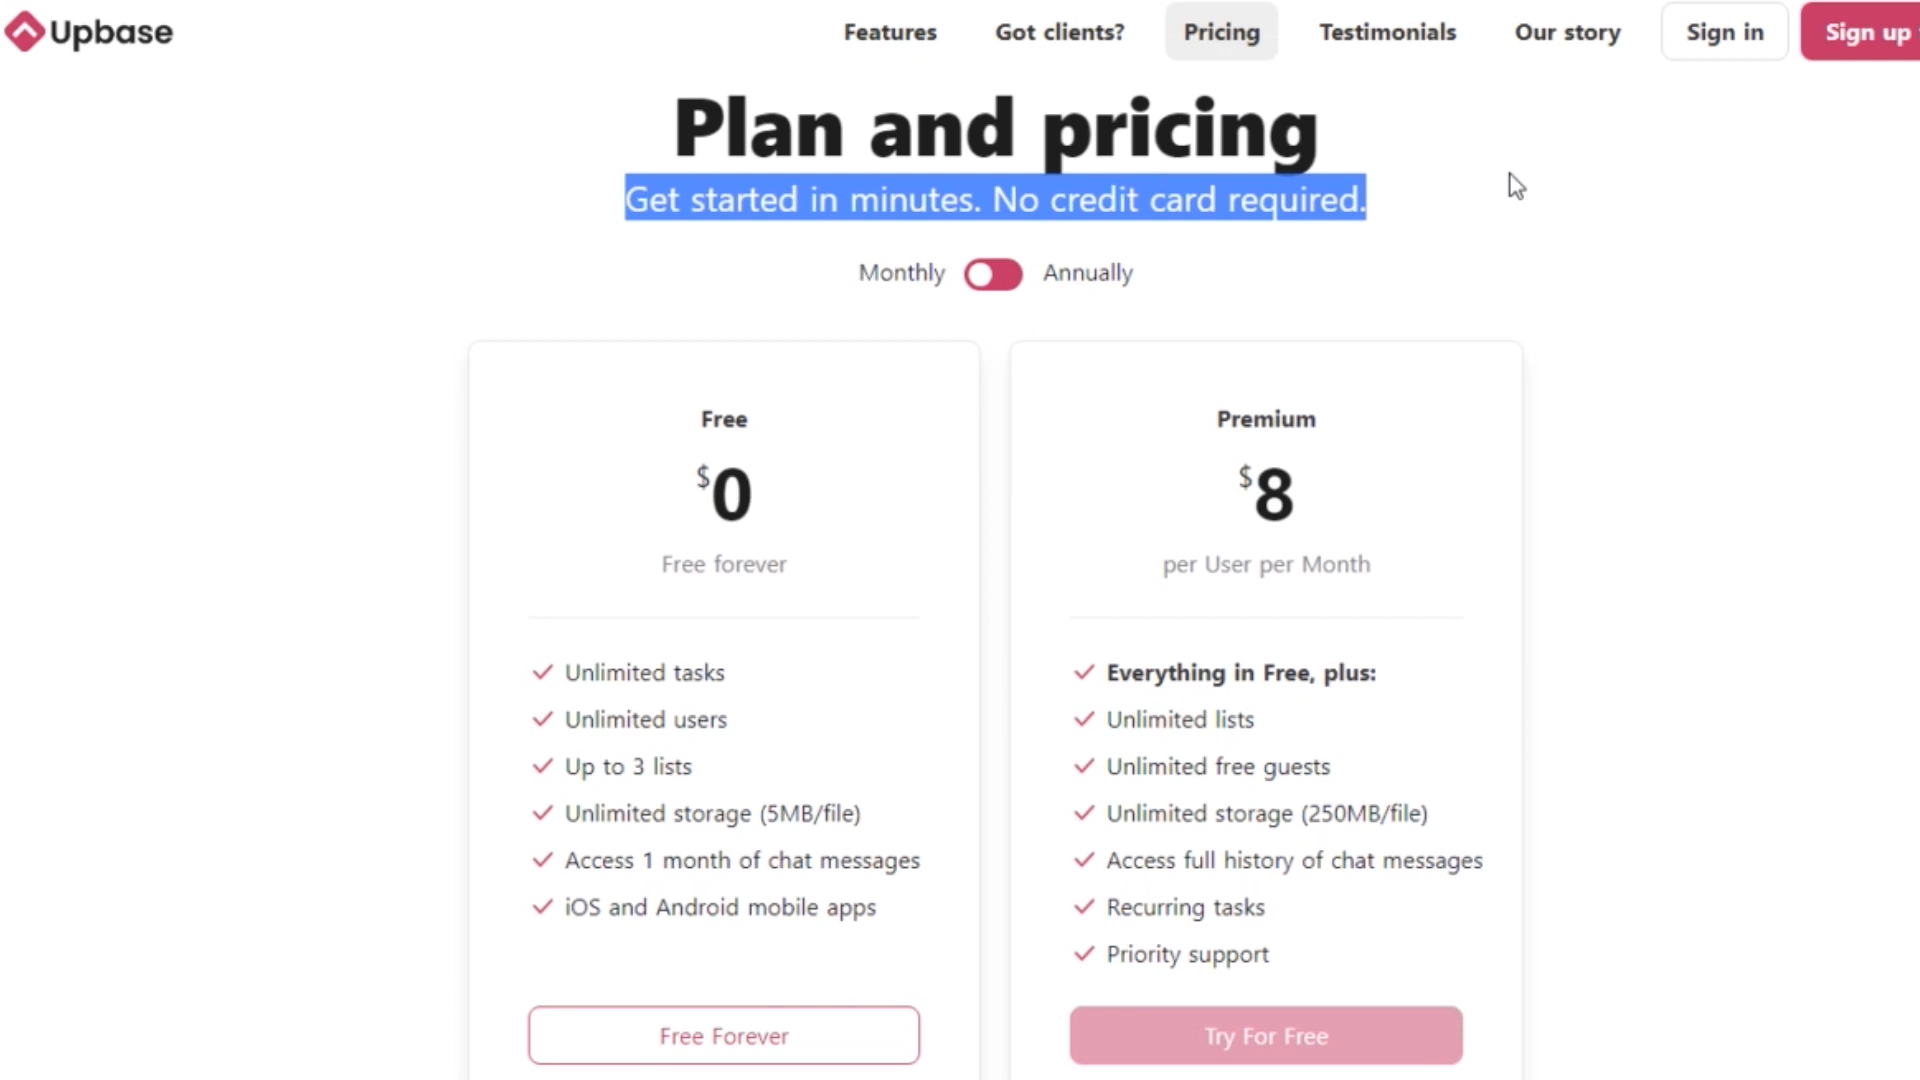 Upbase
Features
Got clients?
Pricing
Testimonials
Our story
Sign in
Sign up
Plan and pricing
Get started in minutes. No credit card required.
Monthly
Annually
Free
$0
Free forever
Unlimited tasks
Unlimited users
Up to 3 lists
Unlimited storage (5MB/file)
Access 1 month of chat messages
iOS and Android mobile apps
Free Forever
Premium
$8
per User per Month
Everything in Free, plus:
Unlimited lists
Unlimited free guests
Unlimited storage (250MB/file)
Access full history of chat messages
Recurring tasks
Priority support
Try For Free